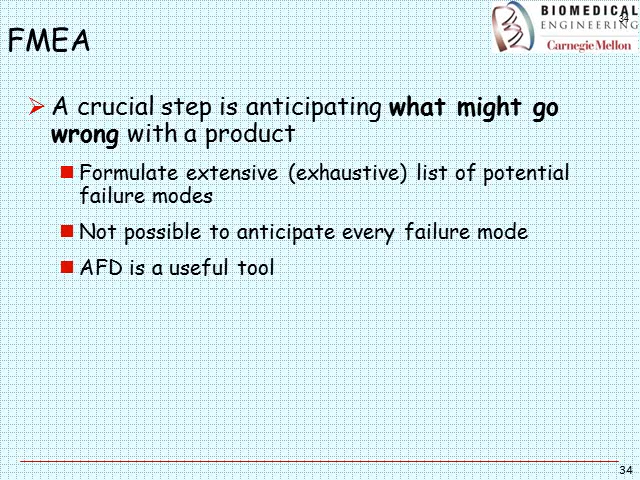 34
BIOMEDICAL
ENGINEERING
Carnegie Mellon
FMEA
A crucial step is anticipating what might go
wrong with a product
Formulate extensive (exhaustive) list of potential
failure modes
Not possible to anticipate every failure mode
AFD is a useful tool
34